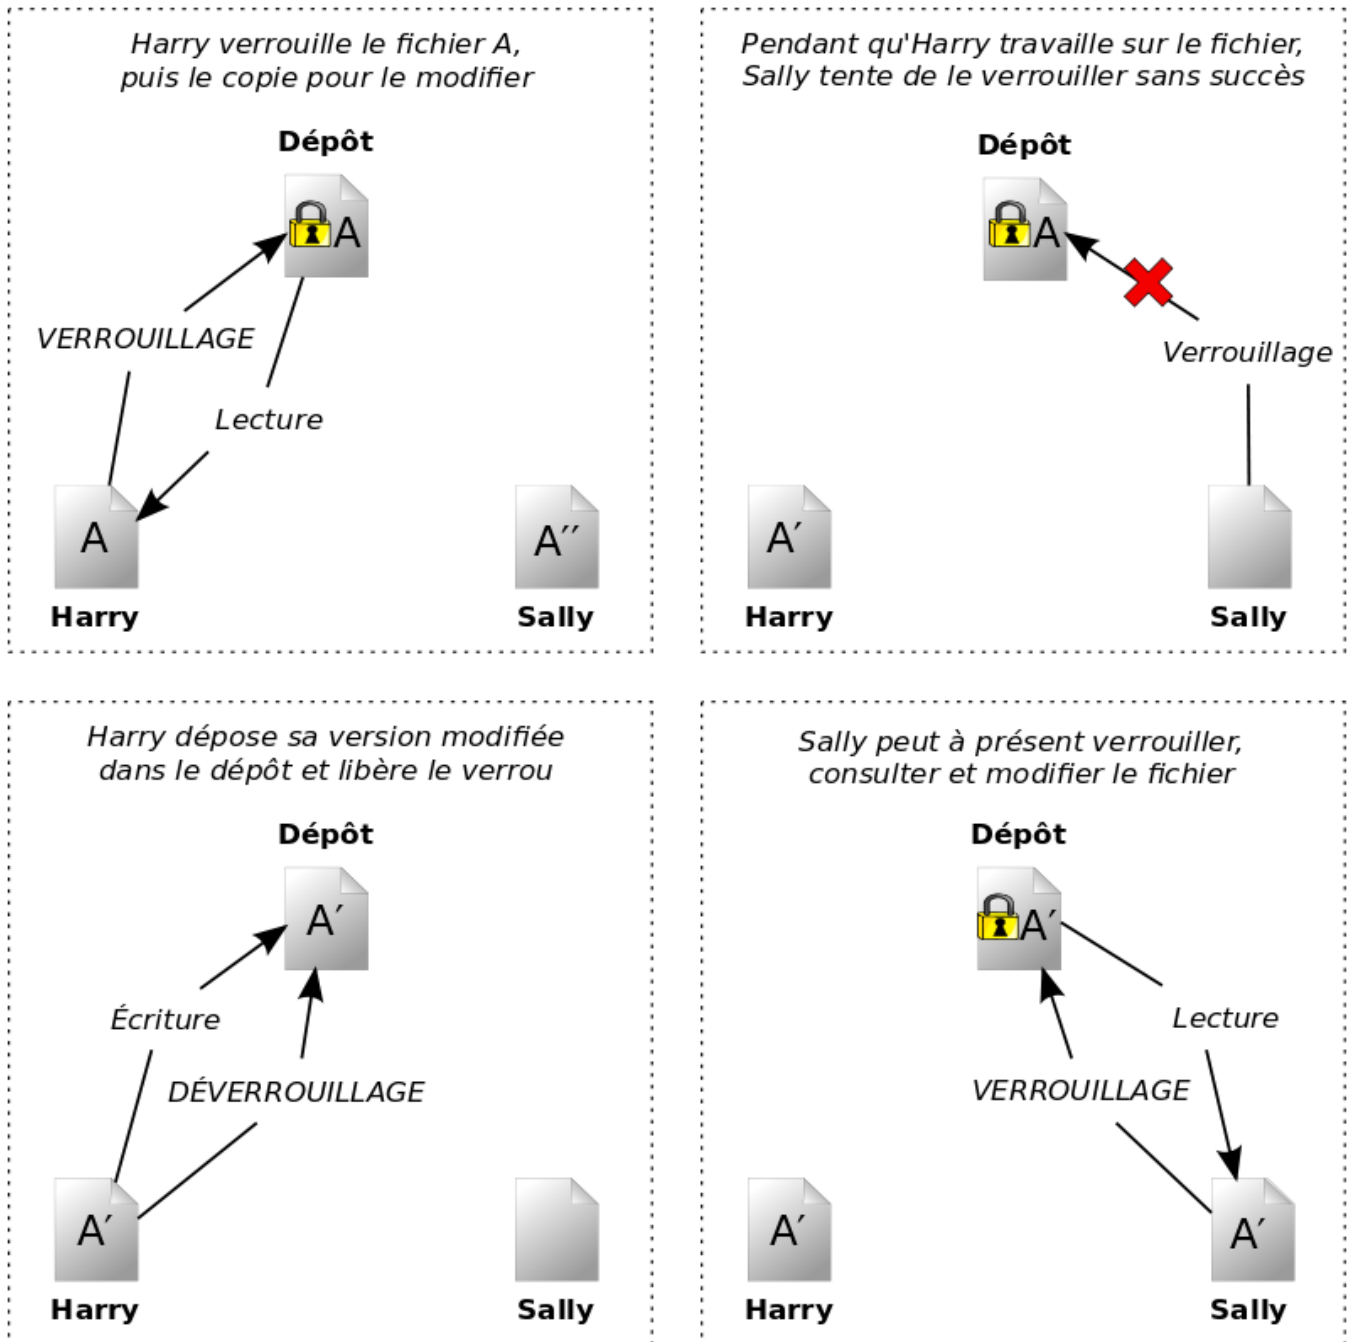 Harry verrouille le fichier A,
puis le copie pour le modifier
Dépôt
A
VERROUILLAGE
Lecture
A
A′′
Harry
Sally
Pendant qu'Harry travaille sur le fichier,
Sally tente de le verrouiller sans succès
Dépôt
A
Verrouillage
A′
Harry
Sally
Harry dépose sa version modifiée
dans le dépôt et libère le verrou
Dépôt
A′
Écriture
DÉVERROUILLAGE
A′
Harry
Sally
Sally peut à présent verrouiller,
consulter et modifier le fichier
Dépôt
A′
Lecture
VERROUILLAGE
A′
A′
Harry
Sally